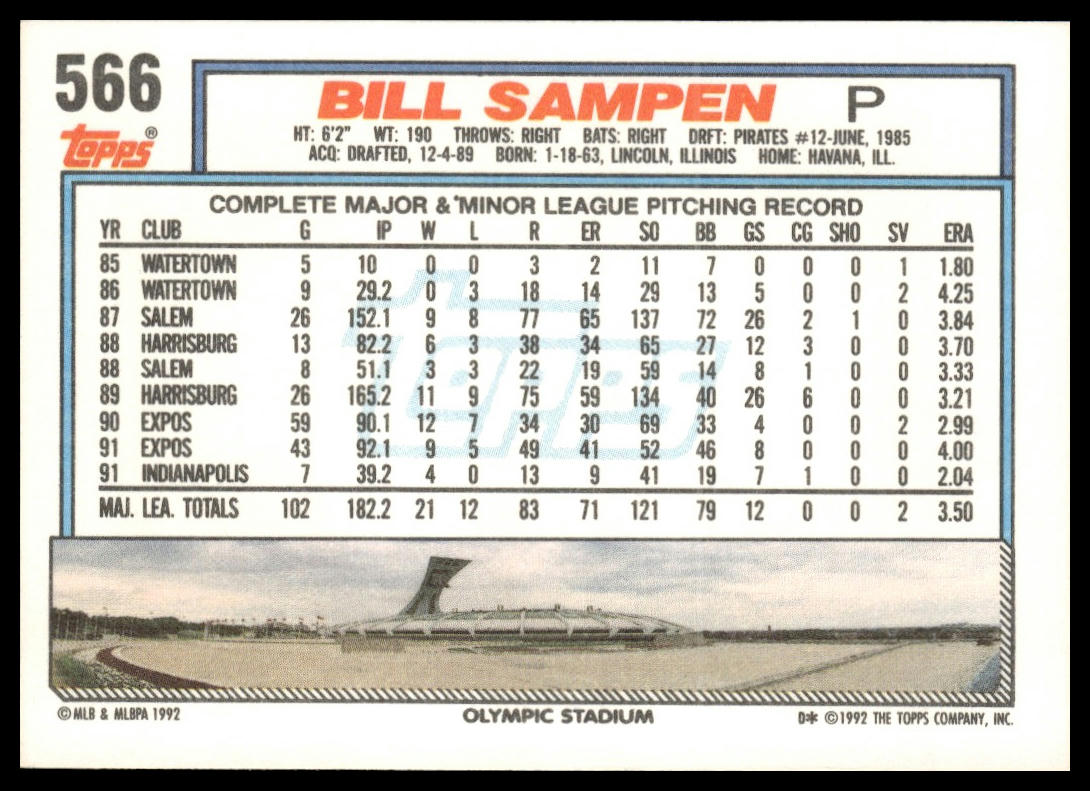 566
Topps®
BILL SAMPEN P
HT: 6'2" WT: 190 THROWS: RIGHT BATS: RIGHT DRFT: PIRATES #12-JUNE, 1985
ACQ: DRAFTED, 12-4-89 BORN: 1-18-63, LINCOLN, ILLINOIS HOME: HAVANA, ILL.
COMPLETE MAJOR & MINOR LEAGUE PITCHING RECORD
YR CLUB G IP W L R ER SO BB GS CG SHO SV ERA
85 WATERTOWN 5 10 0 0 3 2 11 7 0 0 0 1 1.80
86 WATERTOWN 9 29.2 0 3 18 14 29 13 5 0 0 2 4.25
87 SALEM 26 152.1 9 8 77 65 137 72 26 2 1 0 3.84
88 HARRISBURG 13 82.2 6 3 38 34 65 27 12 3 0 0 3.70
88 SALEM 8 51.1 3 3 22 19 59 14 8 1 0 0 3.33
89 HARRISBURG 26 165.2 11 9 75 59 134 40 26 6 0 0 3.21
90 EXPOS 59 90.1 12 7 34 30 69 33 4 0 0 2 2.99
91 EXPOS 43 92.1 9 5 49 41 52 46 8 0 0 0 4.00
91 INDIANAPOLIS 7 39.2 4 0 13 9 41 19 7 1 0 0 2.04
MAJ. LEA. TOTALS 102 182.2 21 12 83 71 121 79 12 0 0 2 3.50
Topps
©MLB & MLBPA 1992 OLYMPIC STADIUM D* ©1992 THE TOPPS COMPANY, INC.